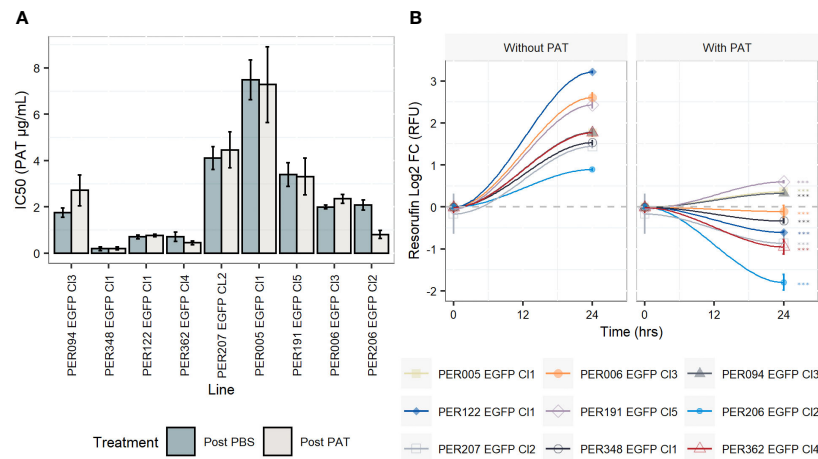 A
IC50 (PAT µg/mL)
8
6
4
2
0
PER094 EGFP Cl3
PER348 EGFP Cl1
PER122 EGFP Cl1
PER362 EGFP Cl4
PER207 EGFP CL2
PER005 EGFP Cl1
PER191 EGFP Cl5
PER006 EGFP Cl3
PER206 EGFP Cl2
Line
Treatment
Post PBS
Post PAT
B
Without PAT
With PAT
Resorufin Log2 FC (RFU)
3
2
1
0
-1
-2
0 12 24
0 12 24
***
***
***
***
***
***
***
***
***
Time (hrs)
PER005 EGFP Cl1
PER006 EGFP Cl3
PER094 EGFP Cl3
PER122 EGFP Cl1
PER191 EGFP Cl5
PER206 EGFP Cl2
PER207 EGFP Cl2
PER348 EGFP Cl1
PER362 EGFP Cl4